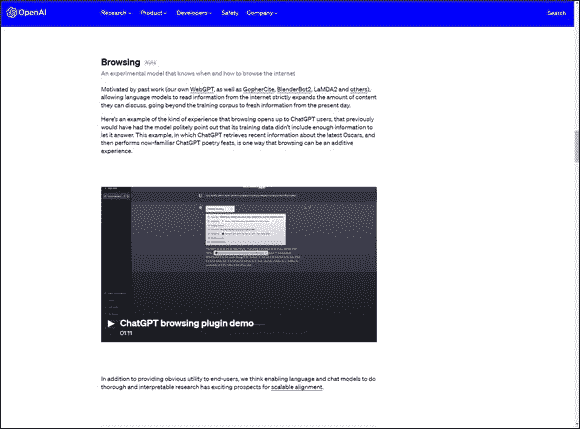 OpenAI
Research Product Developers Safety Company Search
Browsing Alpha
An experimental model that knows when and how to browse the internet
Motivated by past work (our own WebGPT, as well as GopherCite, BlenderBot2, LaMDA2 and others),
allowing language models to read information from the internet strictly expands the amount of content
they can discuss, going beyond the training corpus to fresh information from the present day.
Here's an example of the kind of experience that browsing opens up to ChatGPT users, that previously
would have had the model politely point out that its training data didn't include enough information to
let it answer. This example, in which ChatGPT retrieves recent information about the latest Oscars, and
then performs now-familiar ChatGPT poetry feats, is one way that browsing can be an additive
experience.
ChatGPT browsing plugin demo
01:11
In addition to providing obvious utility to end-users, we think enabling language and chat models to do
thorough and interpretable research has exciting prospects for scalable alignment.